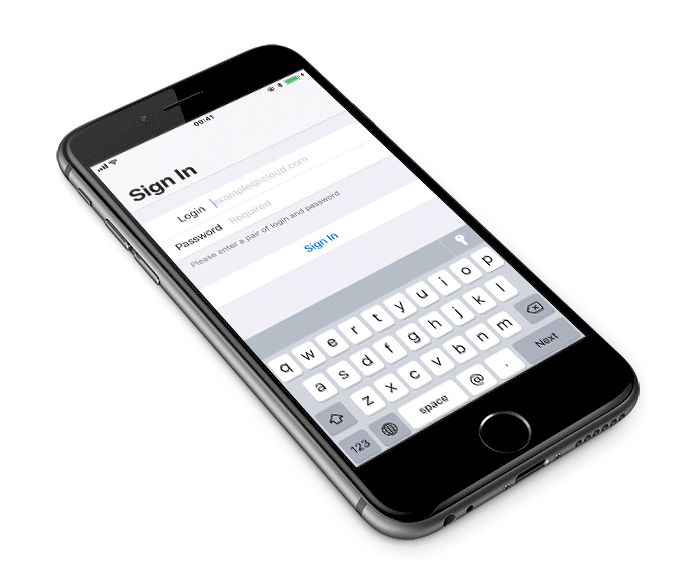 09:41
Sign In
Login example@icloud.com
Password Required
Please enter a pair of login and password
Sign In
q w e r t y u i o p
a s d f g h j k l
z x c v b n m
123 space @ . Next